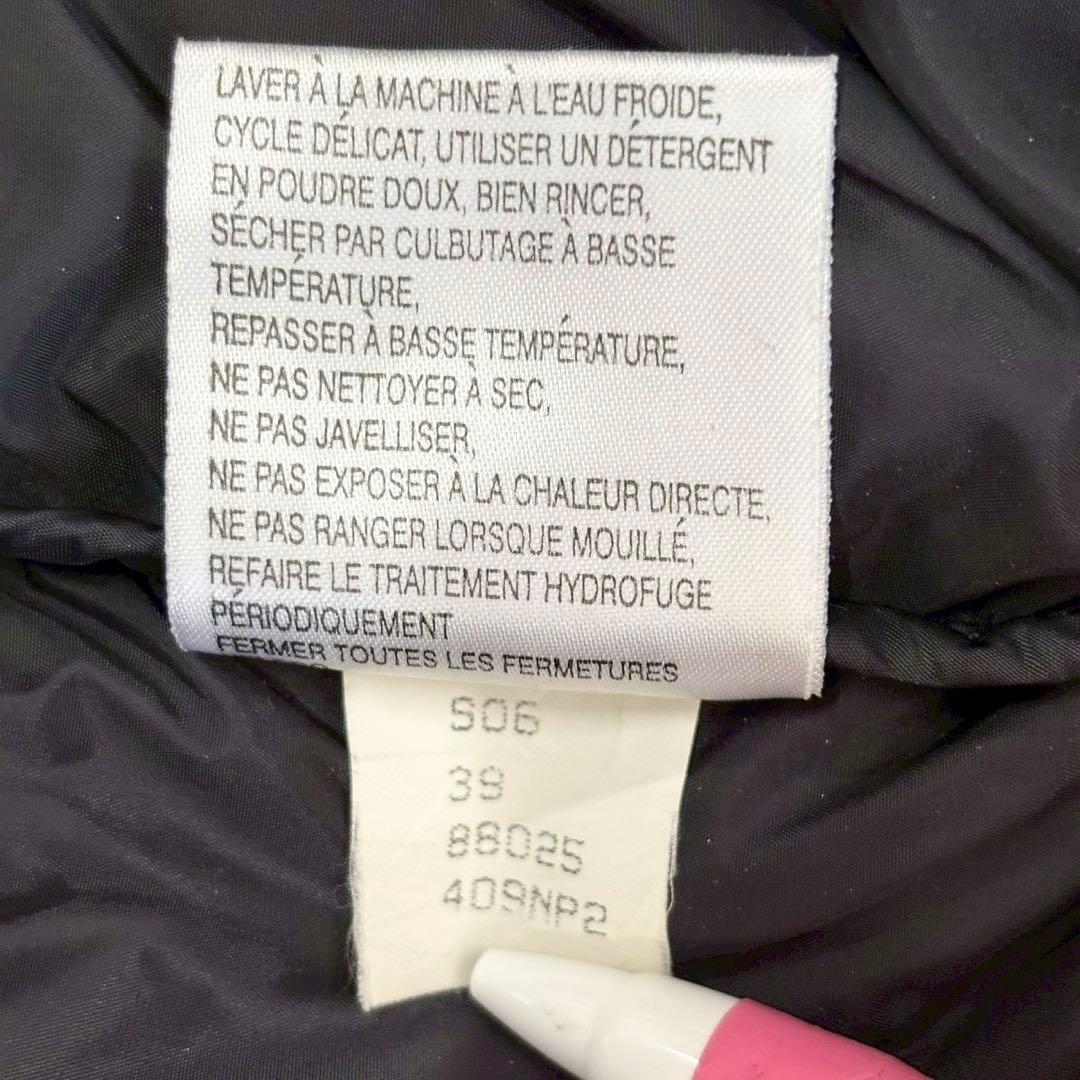 LAVER À LA MACHINE À L'EAU FROIDE,
CYCLE DÉLICAT, UTILISER UN DÉTERGENT
EN POUDRE DOUX, BIEN RINCER,
SÉCHER PAR CULBUTAGE À BASSE
TEMPÉRATURE,
REPASSER À BASSE TEMPÉRATURE,
NE PAS NETTOYER À SEC,
NE PAS JAVELLISER,
NE PAS EXPOSER À LA CHALEUR DIRECTE,
NE PAS RANGER LORSQUE MOUILLÉ,
REFAIRE LE TRAITEMENT HYDROFUGE
PÉRIODIQUEMENT
FERMER TOUTES LES FERMETURES
S06
39
88025
409NP2